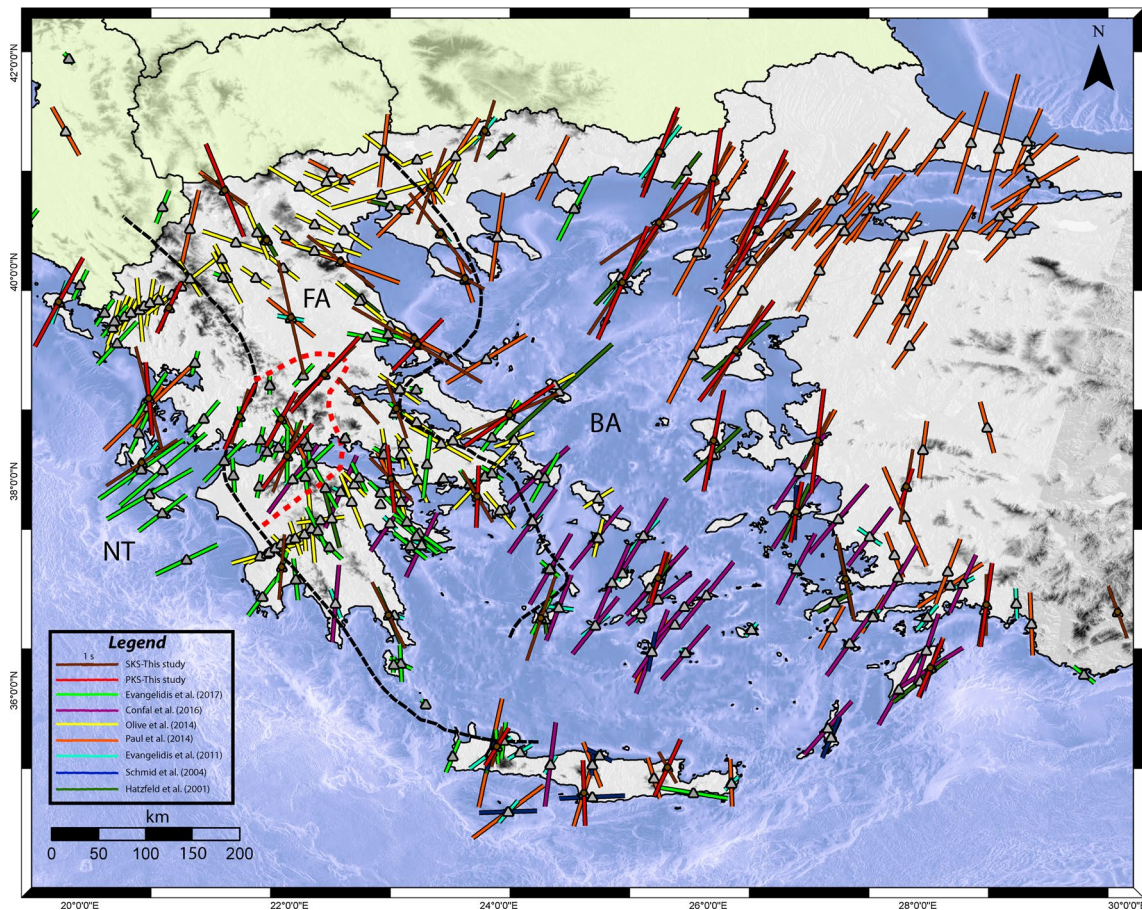 N
42°0'0"N
40°0'0"N
38°0'0"N
36°0'0"N
FA
BA
NT
Legend
1 s
SKS-This study
PKS-This study
Evangelidis et al. (2017)
Confal et al. (2016)
Olive et al. (2014)
Paul et al. (2014)
Evangelidis et al. (2011)
Schmid et al. (2004)
Hatzfeld et al. (2001)
km
0 50 100 150 200
20°0'0"E 22°0'0"E 24°0'0"E 26°0'0"E 28°0'0"E 30°0'0"E